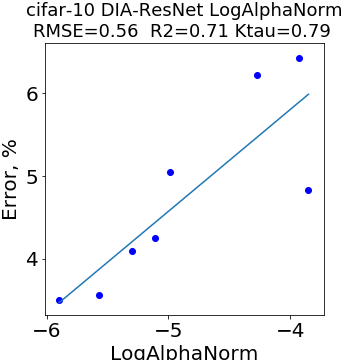 cifar-10 DIA-ResNet LogAlphaNorm
RMSE=0.56 R2=0.71 Ktau=0.79
Error, %
6
5
4
−6 −5 −4
LogAlphaNorm